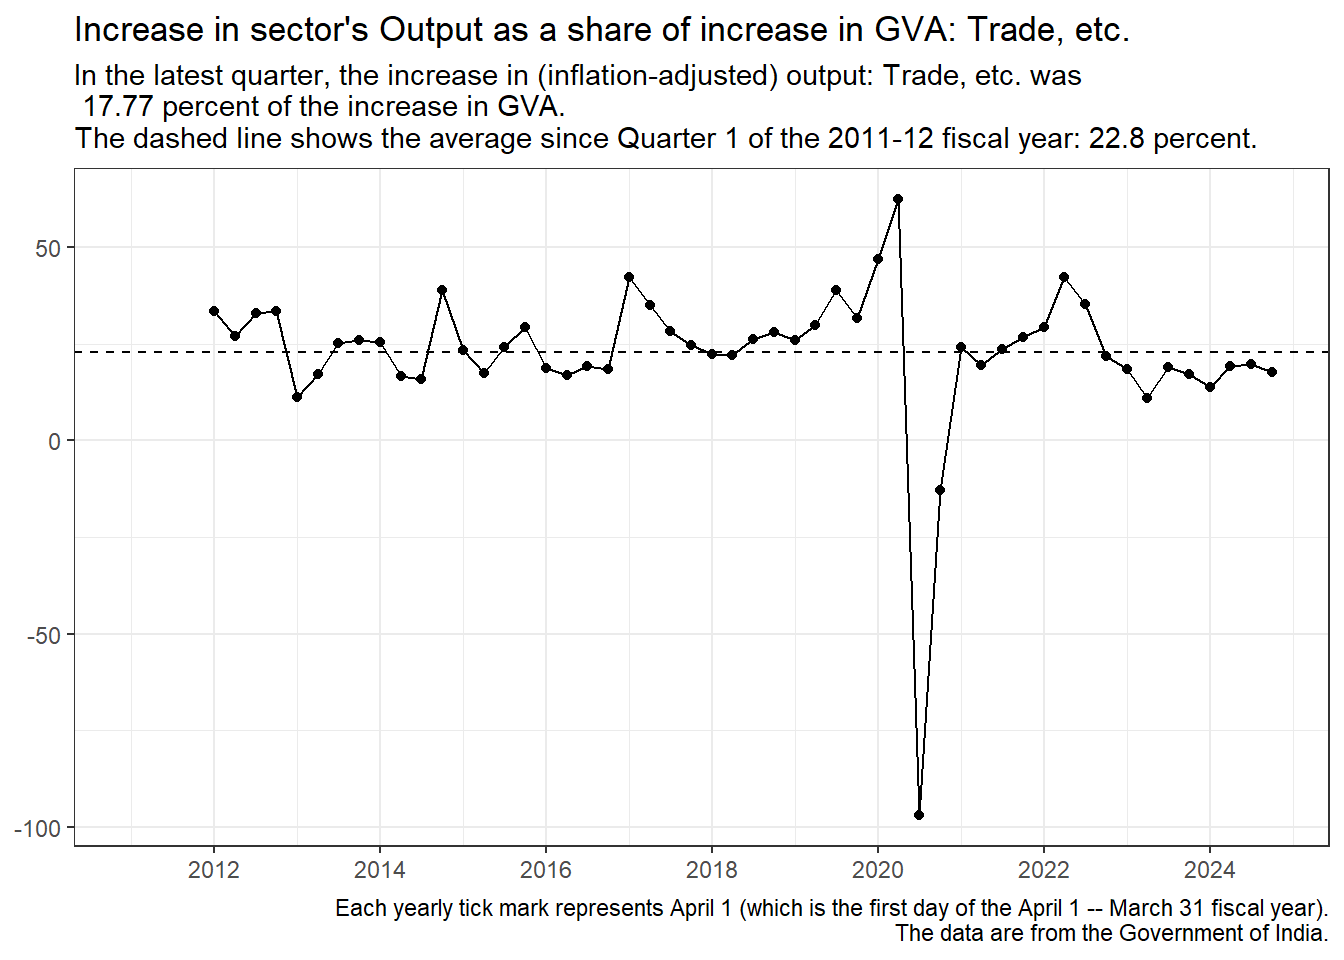 Increase in sector's Output as a share of increase in GVA: Trade, etc.
In the latest quarter, the increase in (inflation-adjusted) output: Trade, etc. was
17.77 percent of the increase in GVA.
The dashed line shows the average since Quarter 1 of the 2011-12 fiscal year: 22.8 percent.
50
0
-50
-100
2012 2014 2016 2018 2020 2022 2024
Each yearly tick mark represents April 1 (which is the first day of the April 1 -- March 31 fiscal year).
The data are from the Government of India.